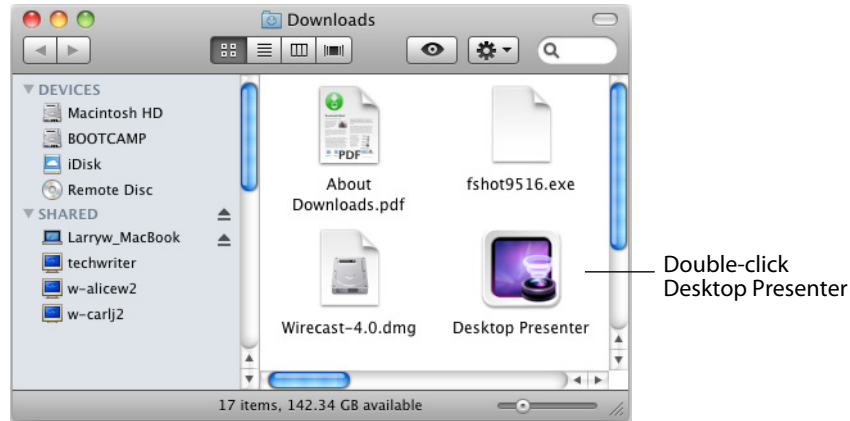 Downloads
DEVICES
Macintosh HD
BOOTCAMP
iDisk
Remote Disc
SHARED
Larryw_MacBook
techwriter
w-alicew2
w-carlj2
PDF
About
Downloads.pdf
fshot9516.exe
Wirecast-4.0.dmg
Desktop Presenter
17 items, 142.34 GB available
Double-click
Desktop Presenter